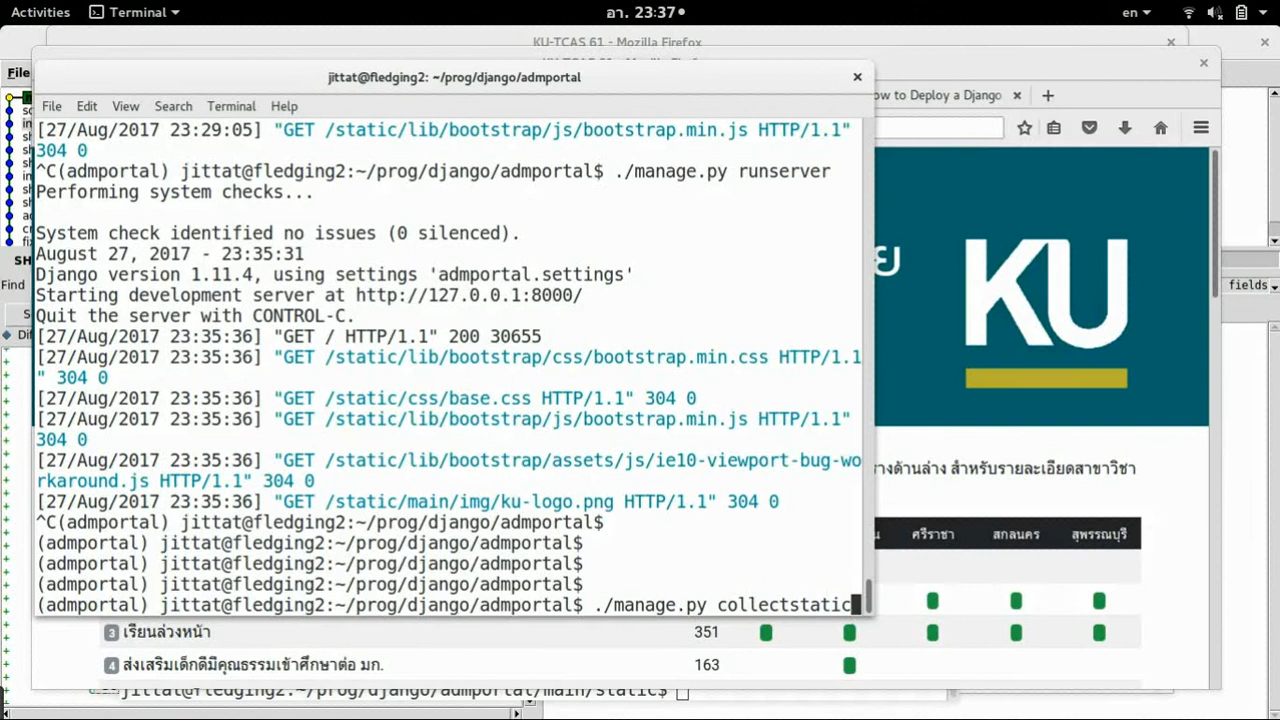 Activities Terminal อา. 23:37 en
KU-TCAS 61 - Mozilla Firefox
jittat@fledging2: ~/prog/django/admportal
File
File Edit View Search Terminal Help
ow to Deploy a Django
[27/Aug/2017 23:29:05] "GET /static/lib/bootstrap/js/bootstrap.min.js HTTP/1.1"
304 0
^C(admportal) jittat@fledging2:~/prog/django/admportal$ ./manage.py runserver
Performing system checks...
System check identified no issues (0 silenced).
August 27, 2017 - 23:35:31
Django version 1.11.4, using settings 'admportal.settings'
Starting development server at http://127.0.0.1:8000/
Quit the server with CONTROL-C.
[27/Aug/2017 23:35:36] "GET / HTTP/1.1" 200 30655
[27/Aug/2017 23:35:36] "GET /static/lib/bootstrap/css/bootstrap.min.css HTTP/1.1
" 304 0
[27/Aug/2017 23:35:36] "GET /static/css/base.css HTTP/1.1" 304 0
[27/Aug/2017 23:35:36] "GET /static/lib/bootstrap/js/bootstrap.min.js HTTP/1.1"
304 0
[27/Aug/2017 23:35:36] "GET /static/lib/bootstrap/assets/js/ie10-viewport-bug-wo
rkaround.js HTTP/1.1" 304 0
[27/Aug/2017 23:35:36] "GET /static/main/img/ku-logo.png HTTP/1.1" 304 0
^C(admportal) jittat@fledging2:~/prog/django/admportal$
(admportal) jittat@fledging2:~/prog/django/admportal$
(admportal) jittat@fledging2:~/prog/django/admportal$
(admportal) jittat@fledging2:~/prog/django/admportal$
(admportal) jittat@fledging2:~/prog/django/admportal$ ./manage.py collectstatic
KU
Find
fields
รางด้านล่าง สำหรับรายละเอียดสาขาวิชา
ศรีราชา สกลนคร สุพรรณบุรี
3 เรียนล่วงหน้า 351
4 ส่งเสริมเด็กดีมีคุณธรรมเข้าศึกษาต่อ มก. 163
jittat@fledging2:~/prog/django/admportal/main/static$